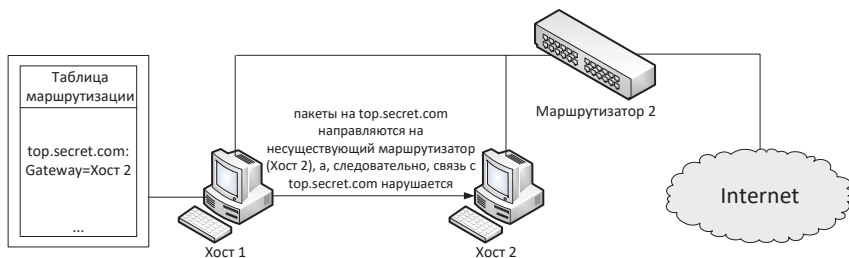 Таблица
маршрутизации
top.secret.com:
Gateway=Хост 2
...
пакеты на top.secret.com
направляются на
несуществующий маршрутизатор
(Хост 2), а, следовательно, связь с
top.secret.com нарушается
Маршрутизатор 2
Internet
Хост 1
Хост 2